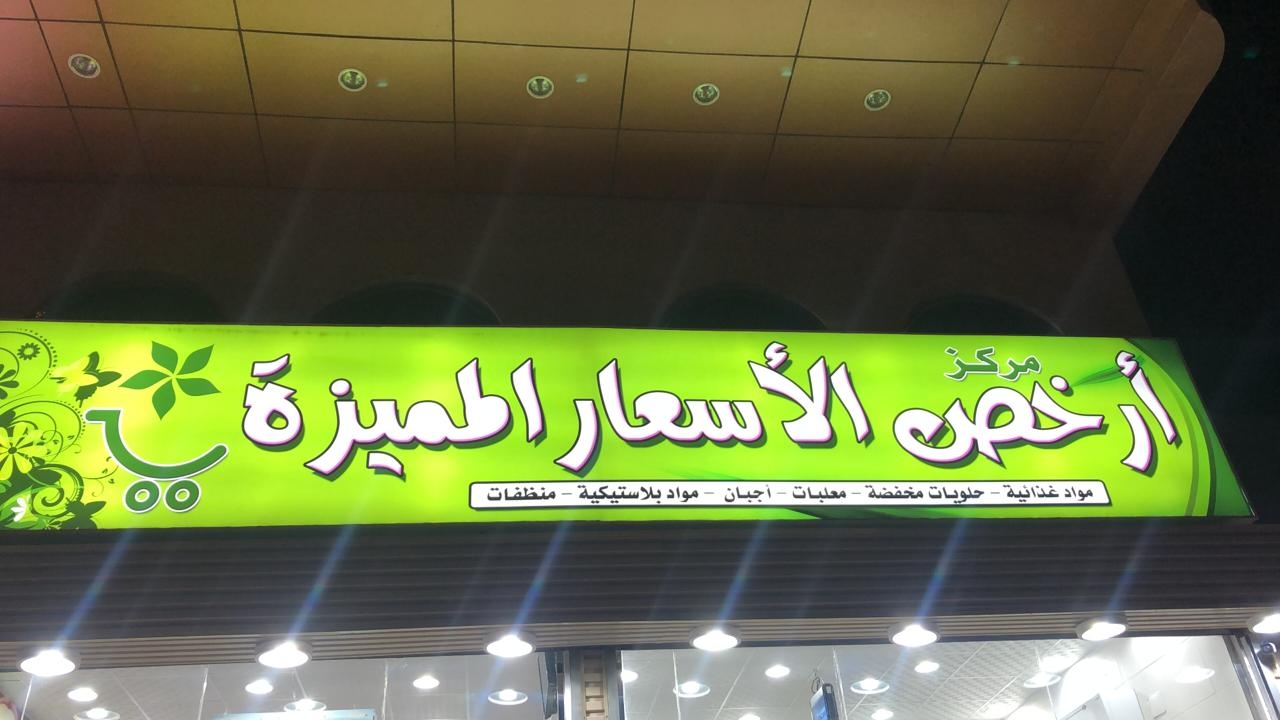 مركز
أرخص الأسعار المميزة
مواد غذائية - حلويات مخفضة - معلبات - أجبان - مواد بلاستيكية - منظفات